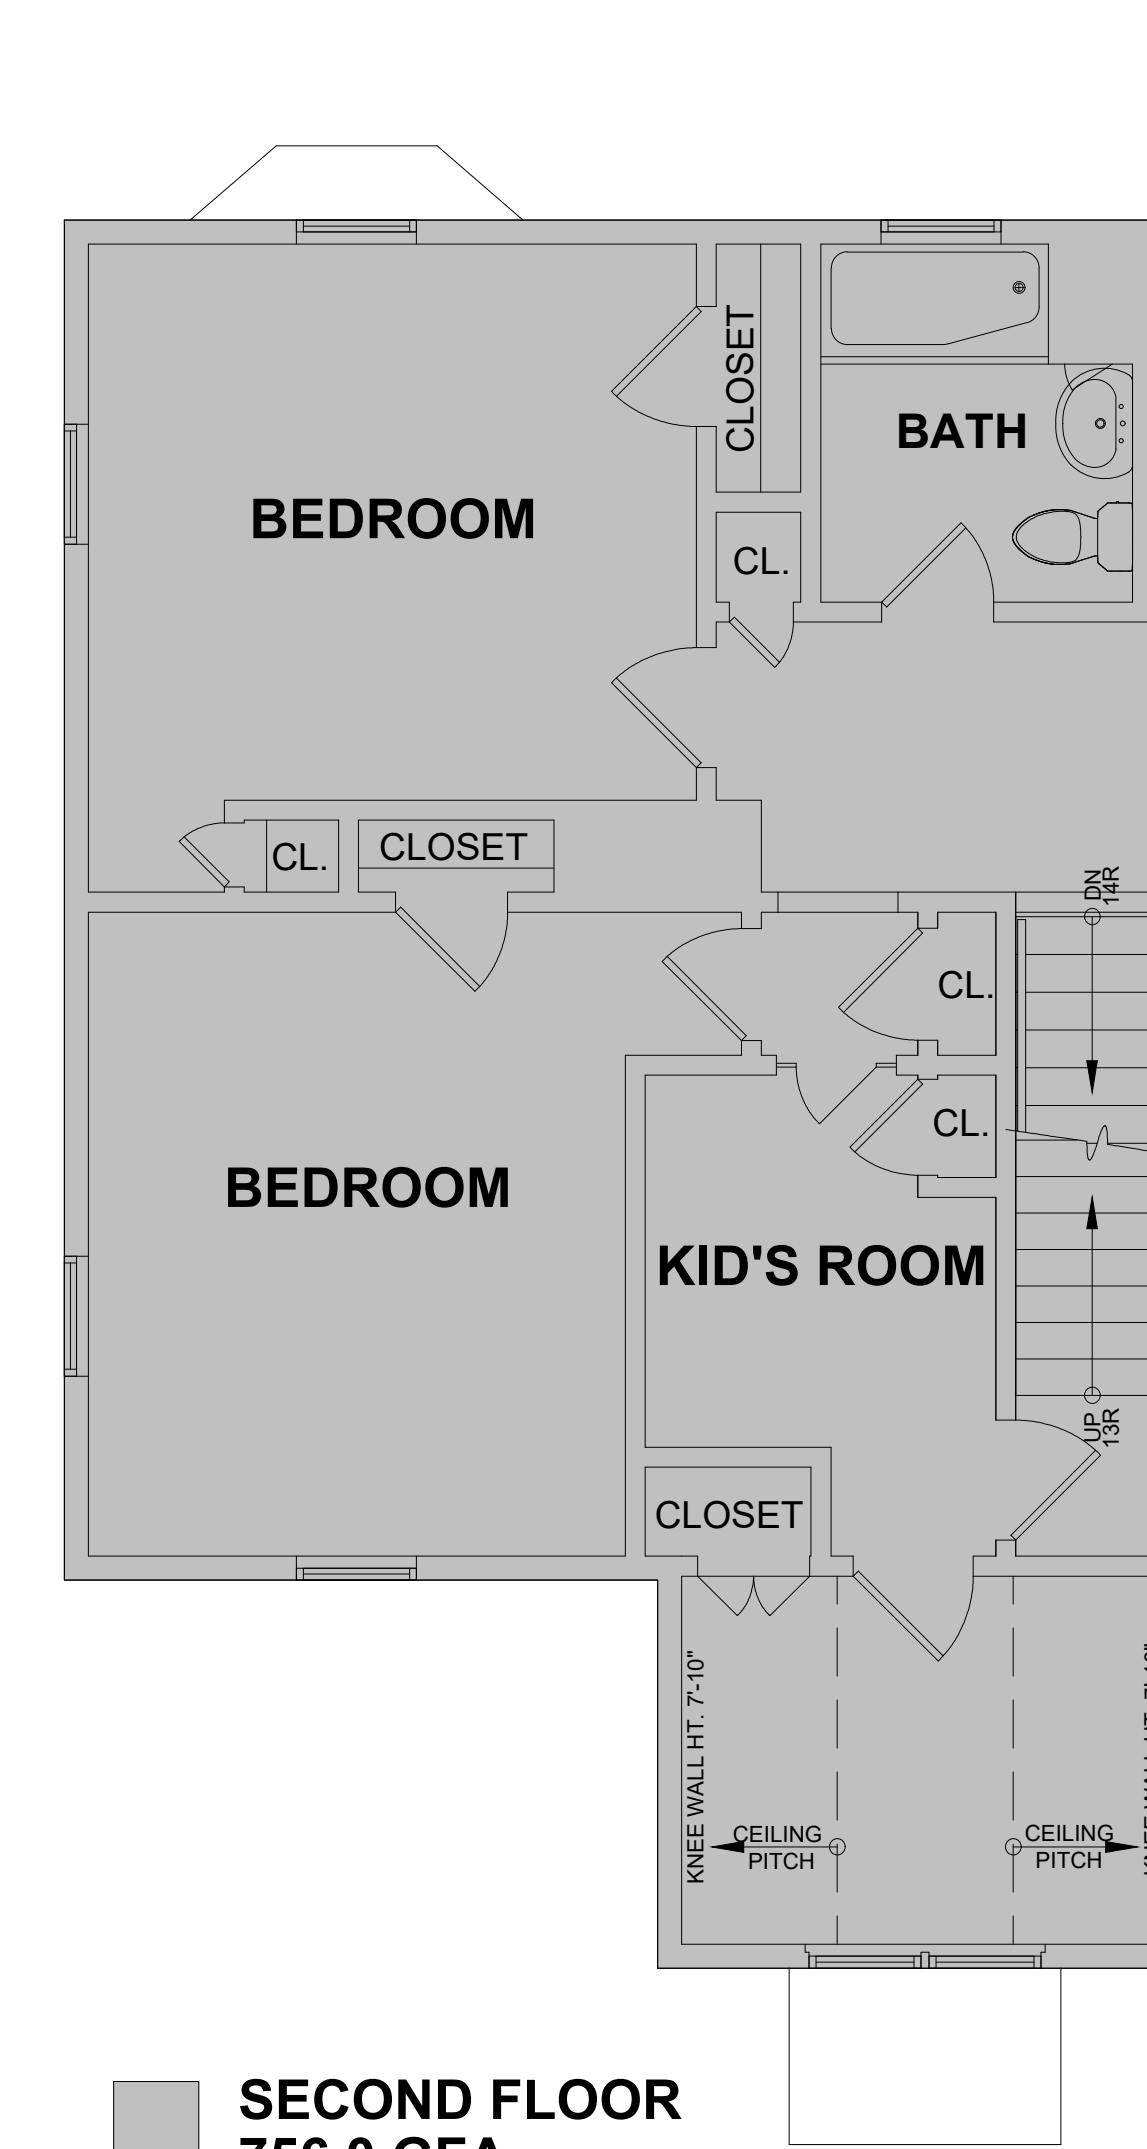 CLOSET
BATH
BEDROOM
CL.
CL.
CLOSET
DN
14R
CL.
CL.
BEDROOM
KID'S ROOM
UP
13R
CLOSET
KNEE WALL HT. 7'-10"
CEILING
PITCH
CEILING
PITCH
SECOND FLOOR